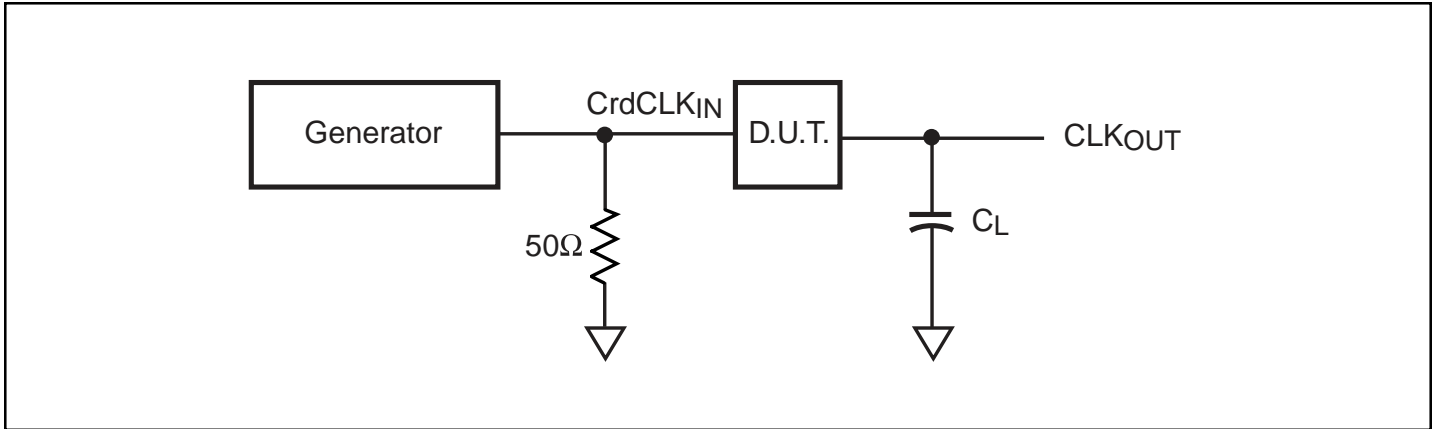 Generator
CrdCLKIN
D.U.T.
CLKOUT
50Ω
CL